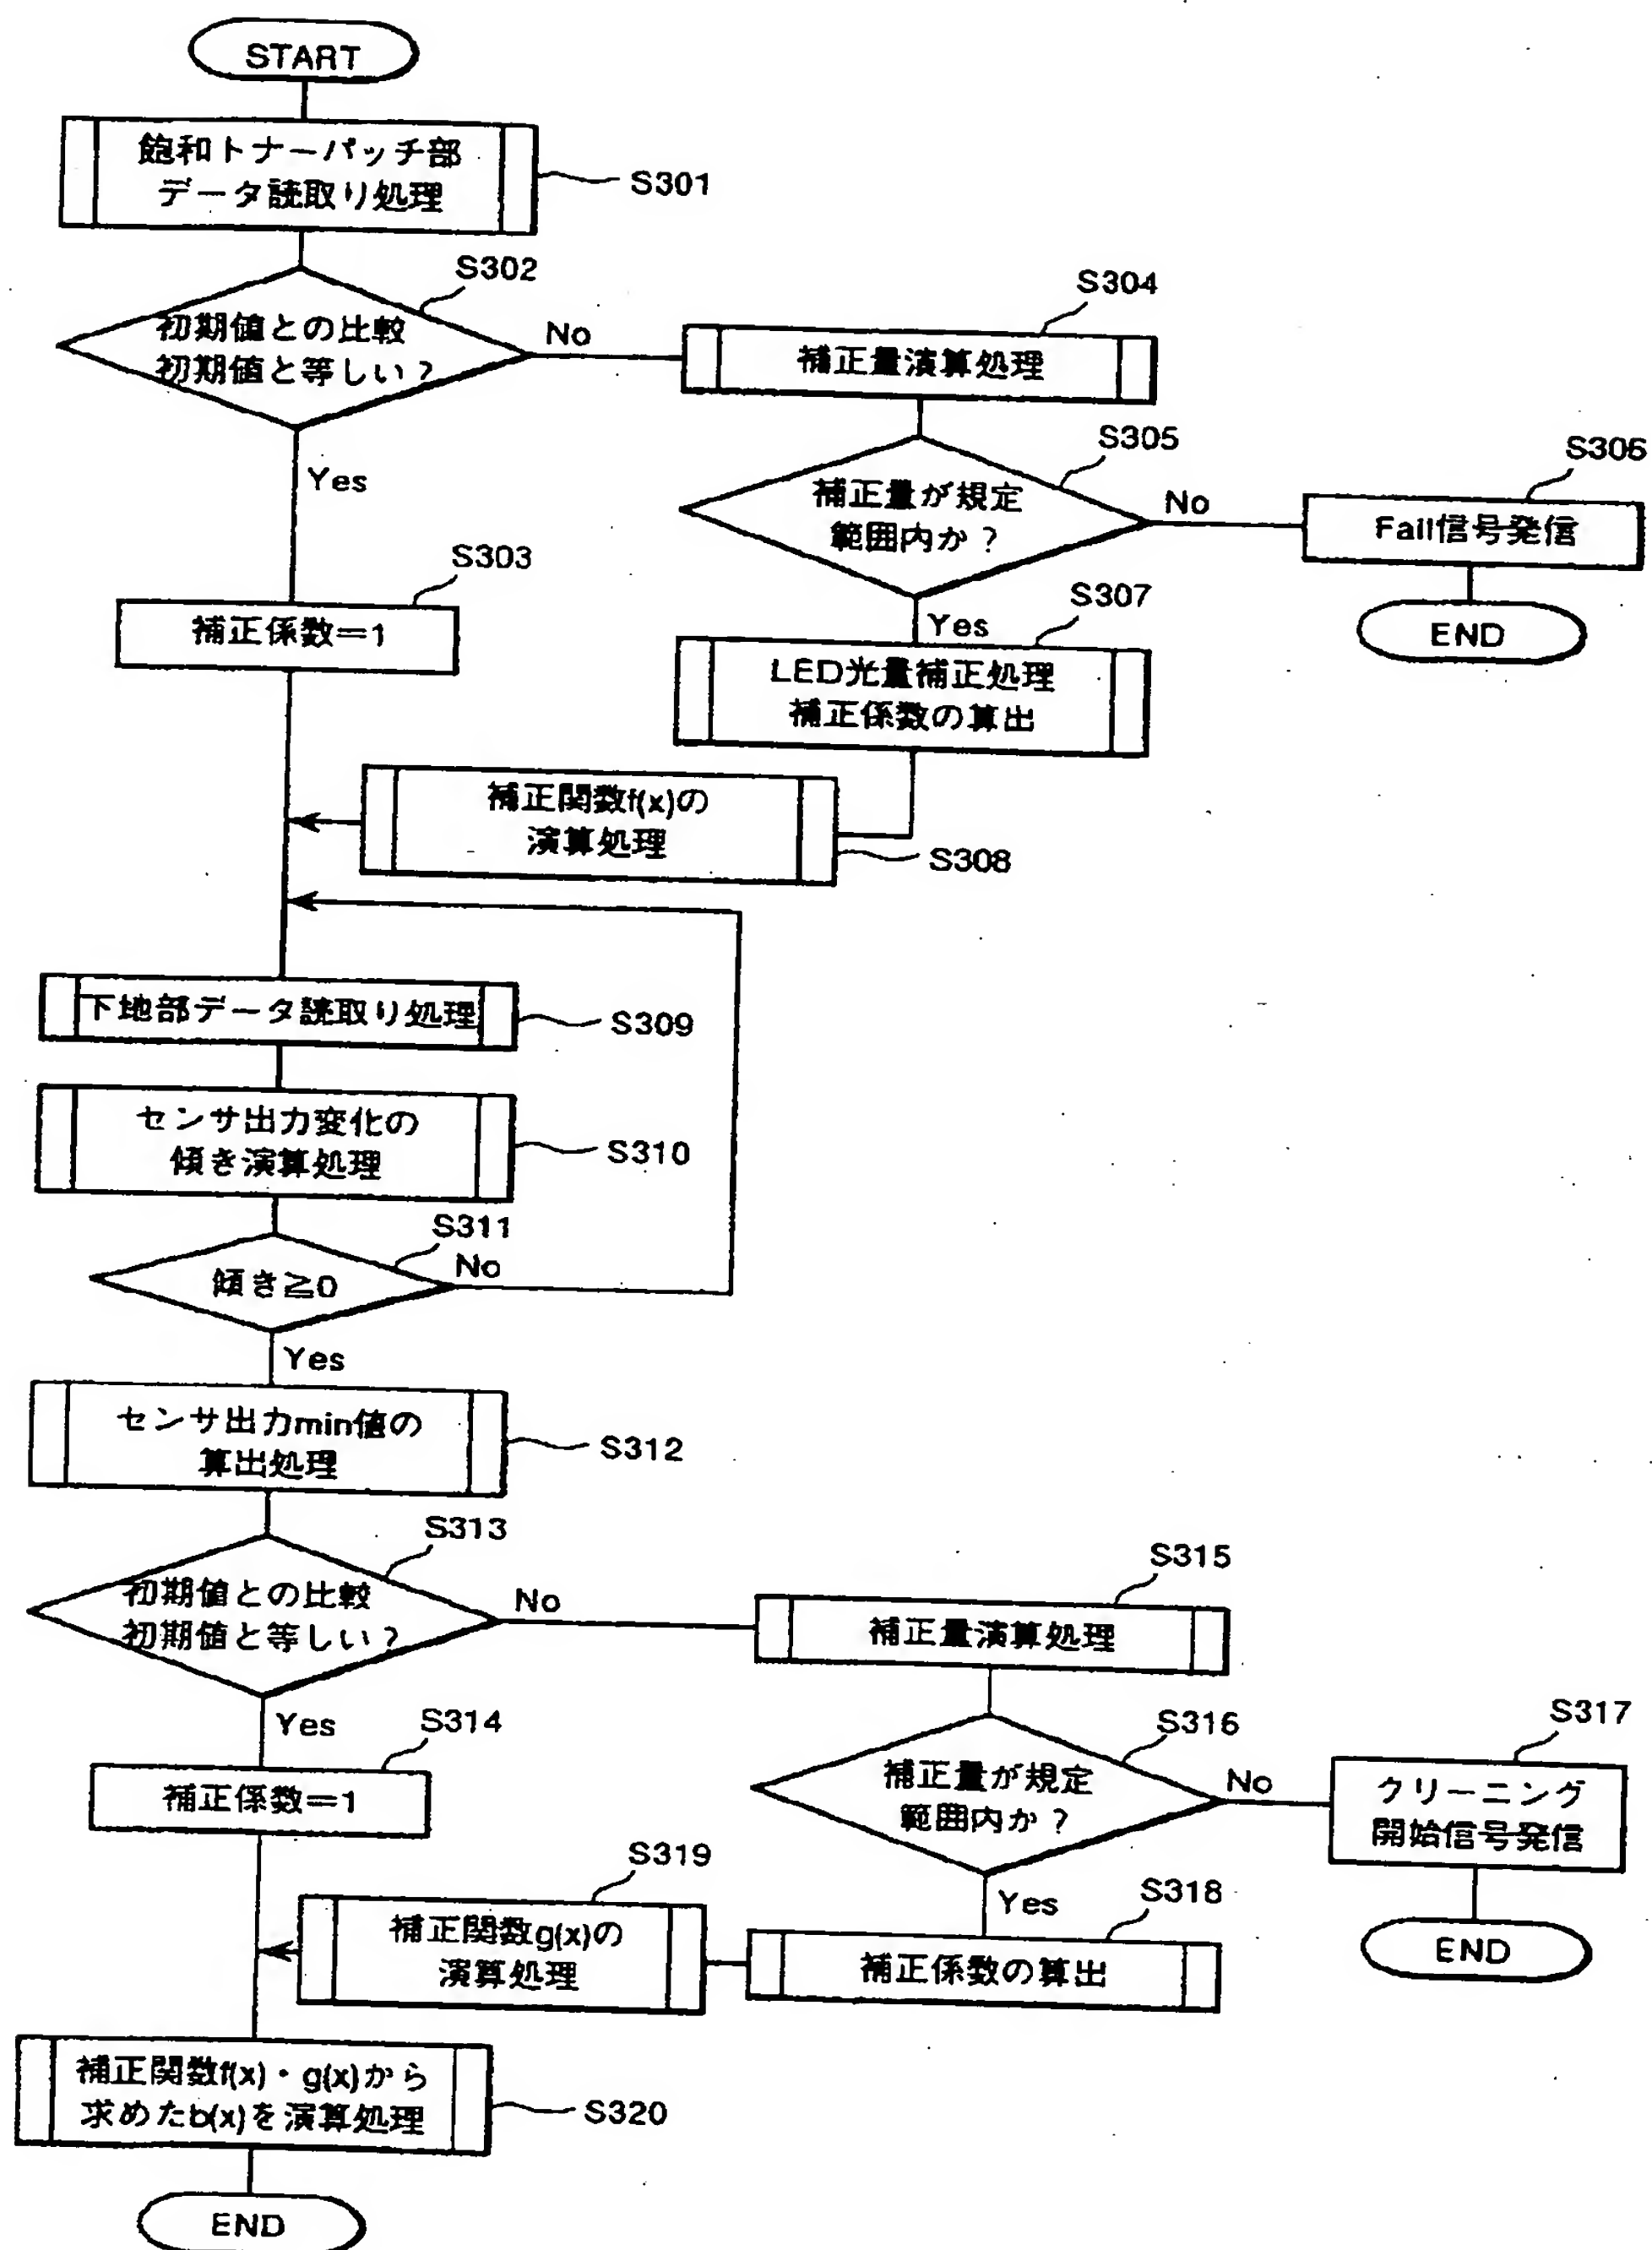 START
飽和トナーパッチ部
データ読取り処理
S301
S302
初期値との比較
初期値と等しい?
No
Yes
S304
補正量演算処理
S305
補正量が規定
範囲内か?
No
Yes
S306
Fail信号発信
END
S303
補正係数=1
S307
LED光量補正処理
補正係数の算出
補正関数f(x)の
演算処理
S308
下地部データ読取り処理
S309
センサ出力変化の
傾き演算処理
S310
S311
傾き≧0
No
Yes
センサ出力min値の
算出処理
S312
S313
初期値との比較
初期値と等しい?
No
Yes
S315
補正量演算処理
S314
補正係数=1
S316
補正量が規定
範囲内か?
No
Yes
S317
クリーニング
開始信号発信
END
S318
補正係数の算出
S319
補正関数g(x)の
演算処理
補正関数f(x)・g(x)から
求めたb(x)を演算処理
S320
END